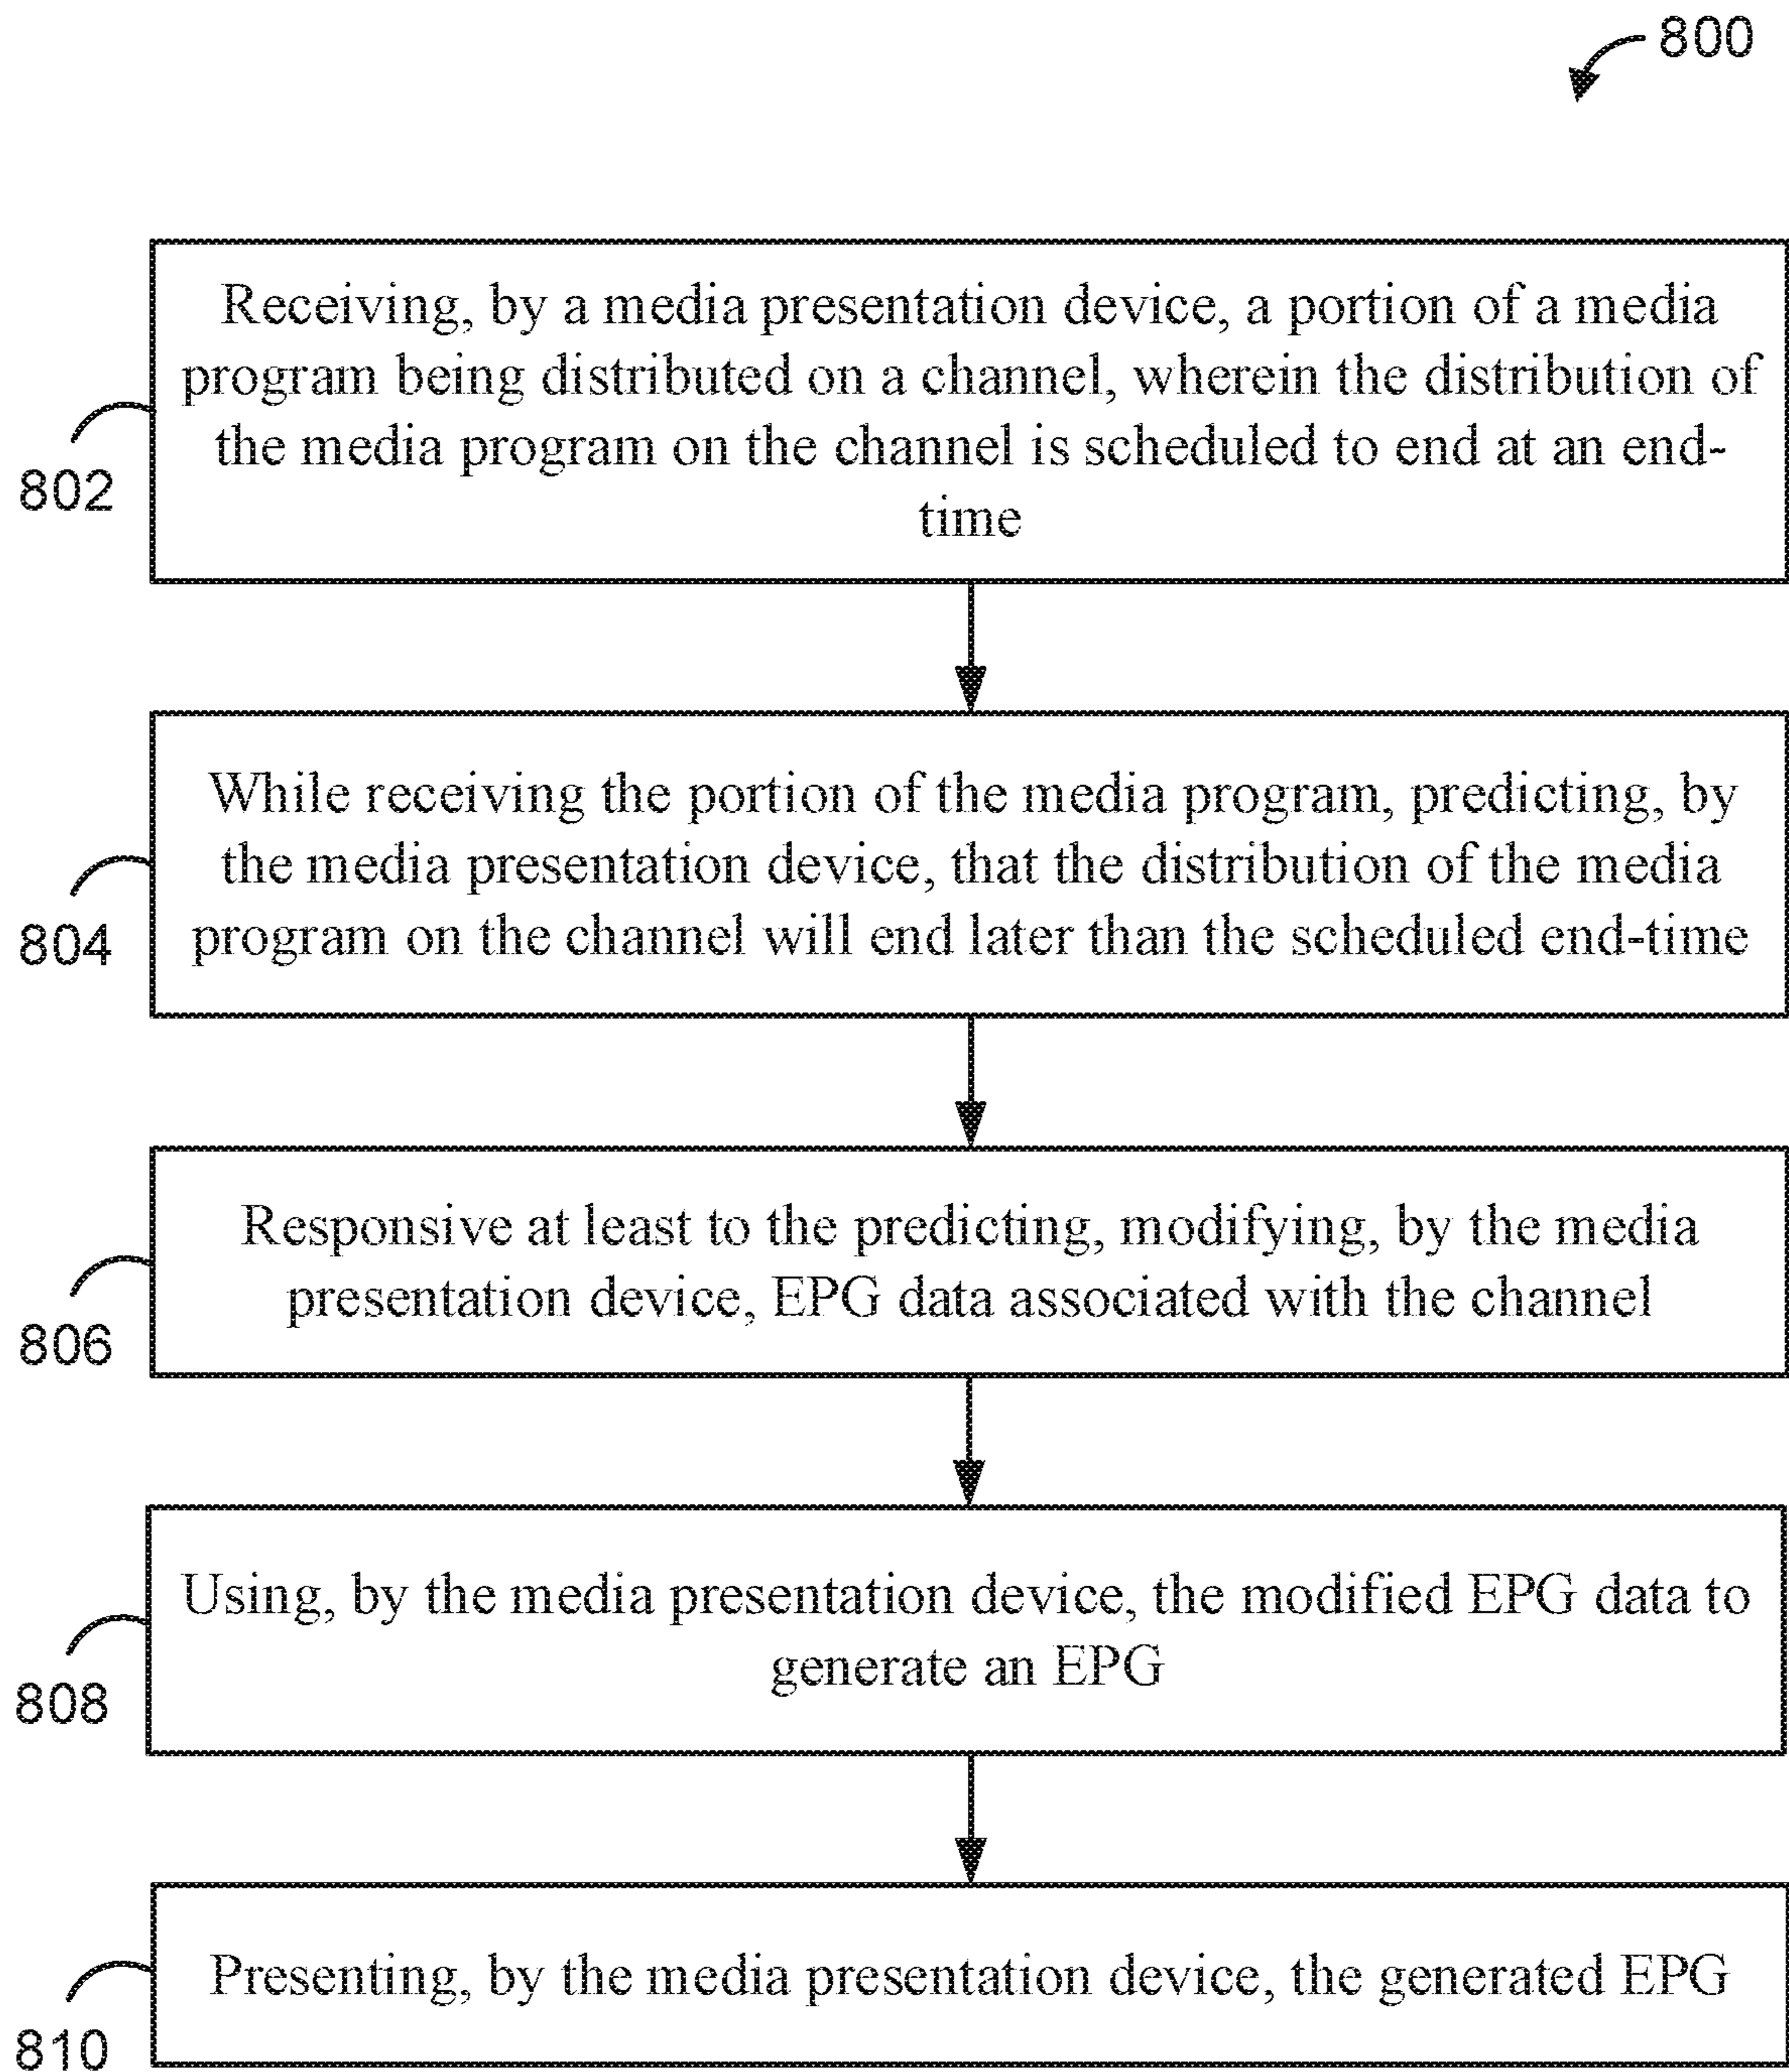 800
Receiving, by a media presentation device, a portion of a media
program being distributed on a channel, wherein the distribution of
the media program on the channel is scheduled to end at an end-
time
802
While receiving the portion of the media program, predicting, by
the media presentation device, that the distribution of the media
program on the channel will end later than the scheduled end-time
804
Responsive at least to the predicting, modifying, by the media
presentation device, EPG data associated with the channel
806
Using, by the media presentation device, the modified EPG data to
generate an EPG
808
Presenting, by the media presentation device, the generated EPG
810